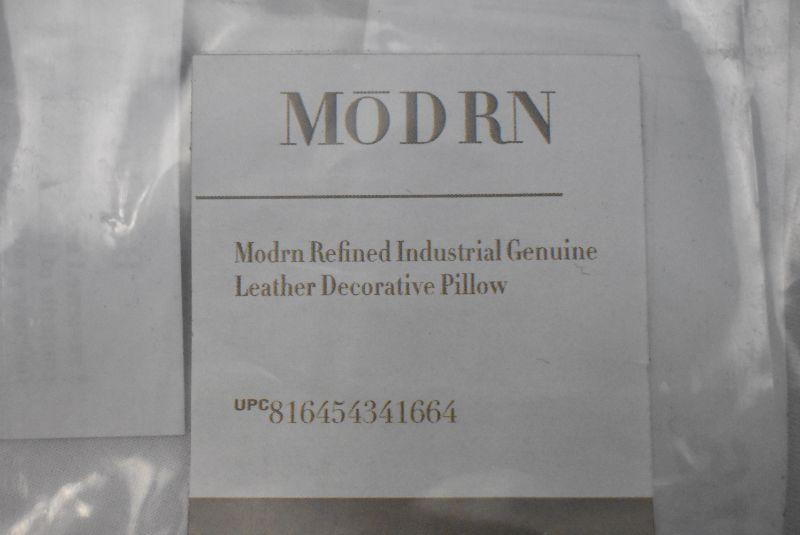 MōDRN
Modrn Refined Industrial Genuine
Leather Decorative Pillow
UPC816454341664